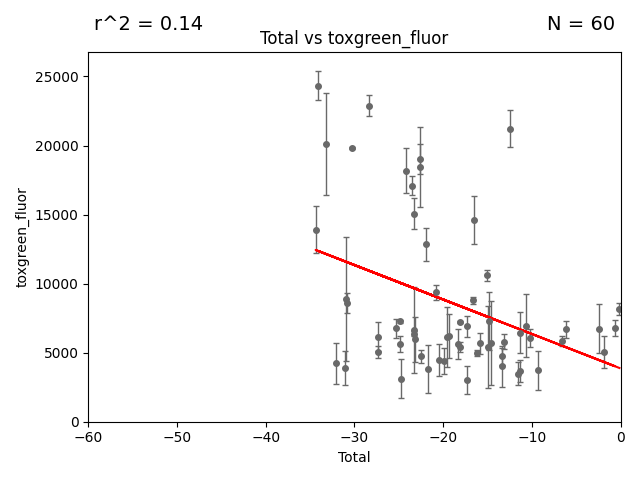 r^2 = 0.14
N = 60
Total vs toxgreen_fluor
25000
20000
15000
10000
5000
0
toxgreen_fluor
−60
−50
−40
−30
−20
−10
0
Total